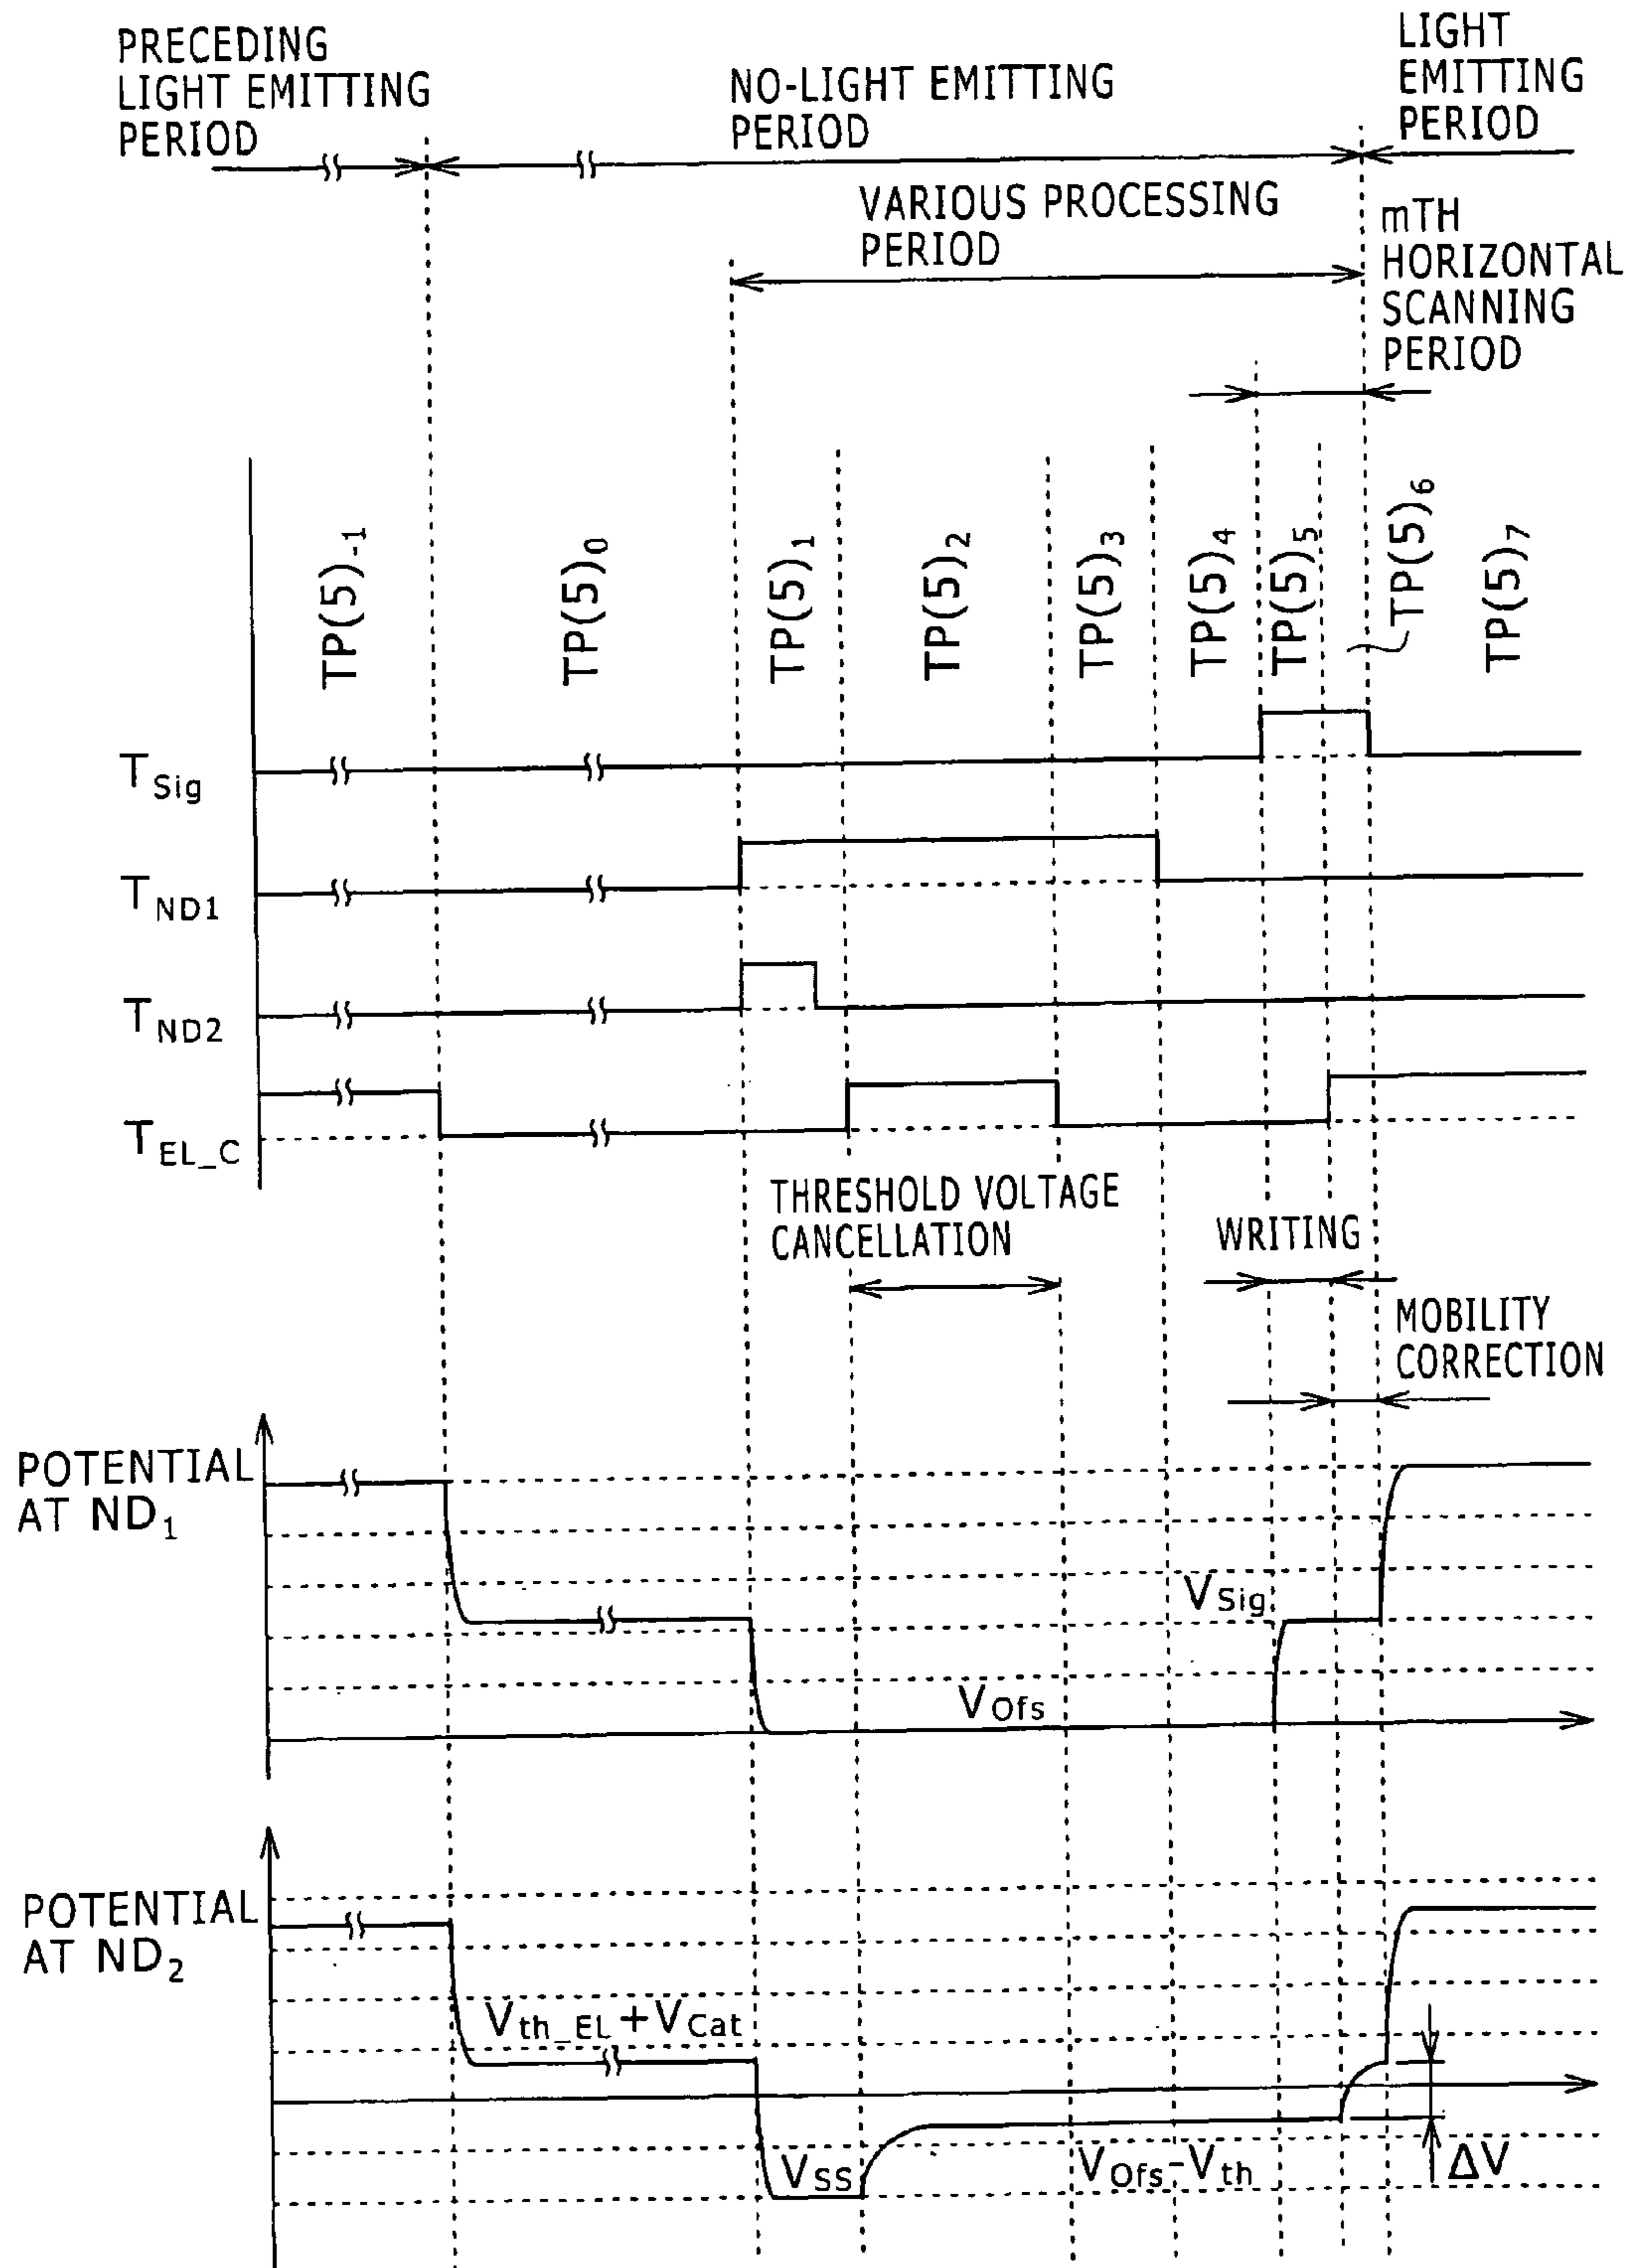 PRECEDING
LIGHT EMITTING
PERIOD
NO-LIGHT EMITTING
PERIOD
LIGHT
EMITTING
PERIOD
VARIOUS PROCESSING
PERIOD
mTH
HORIZONTAL
SCANNING
PERIOD
TP(5)-1
TP(5)0
TP(5)1
TP(5)2
TP(5)3
TP(5)4
TP(5)5
TP(5)6
TP(5)7
TSig
TND1
TND2
TEL_C
THRESHOLD VOLTAGE
CANCELLATION
WRITING
MOBILITY
CORRECTION
POTENTIAL
AT ND1
VSig
VOfs
POTENTIAL
AT ND2
Vth_EL+VCat
VSS
VOfs-Vth
ΔV